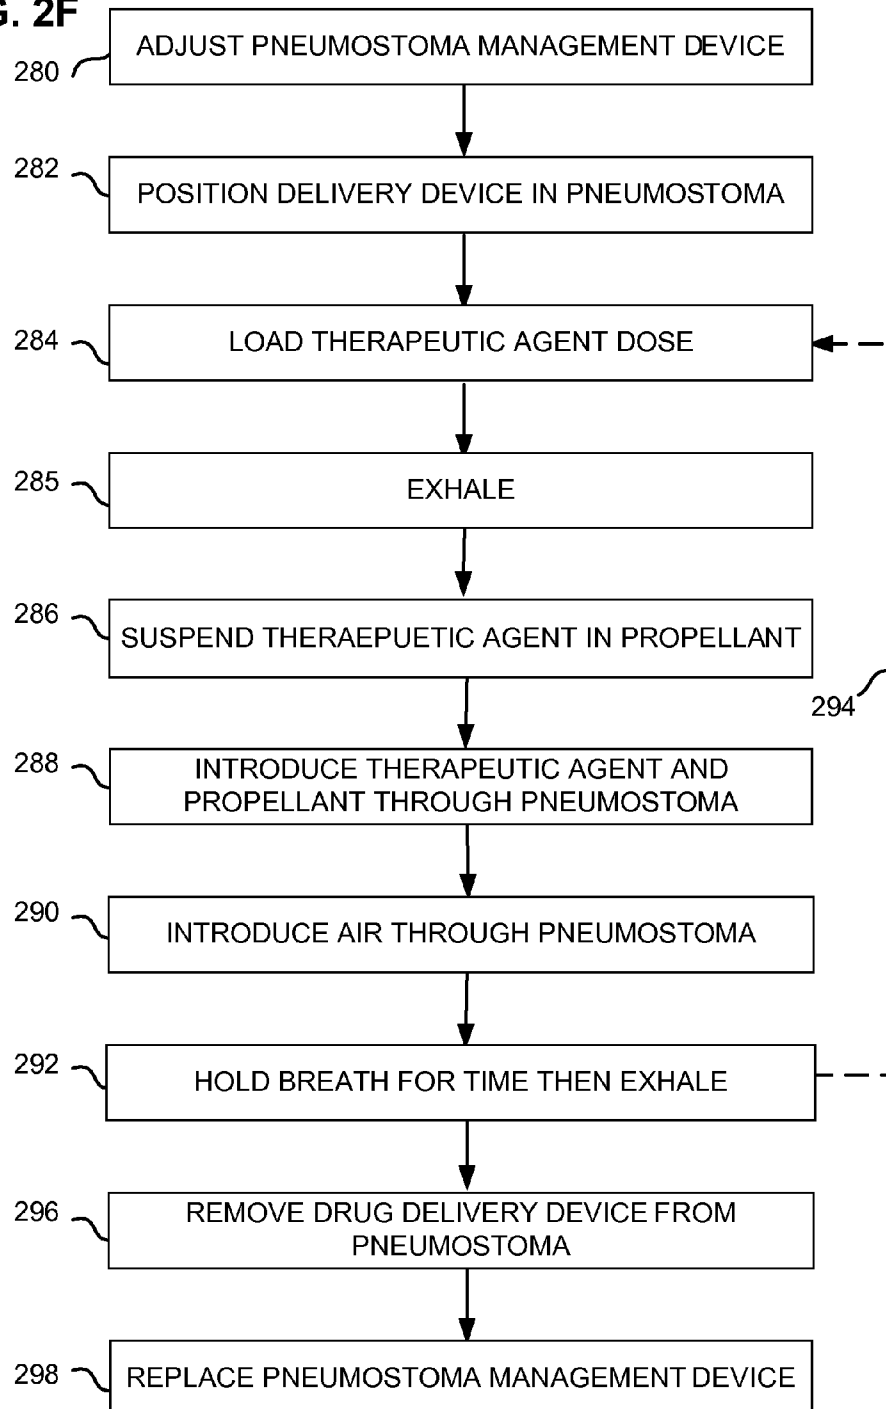 G. 2F
280
ADJUST PNEUMOSTOMA MANAGEMENT DEVICE
282
POSITION DELIVERY DEVICE IN PNEUMOSTOMA
284
LOAD THERAPEUTIC AGENT DOSE
285
EXHALE
286
SUSPEND THERAEPUETIC AGENT IN PROPELLANT
294
288
INTRODUCE THERAPEUTIC AGENT AND
PROPELLANT THROUGH PNEUMOSTOMA
290
INTRODUCE AIR THROUGH PNEUMOSTOMA
292
HOLD BREATH FOR TIME THEN EXHALE
296
REMOVE DRUG DELIVERY DEVICE FROM
PNEUMOSTOMA
298
REPLACE PNEUMOSTOMA MANAGEMENT DEVICE